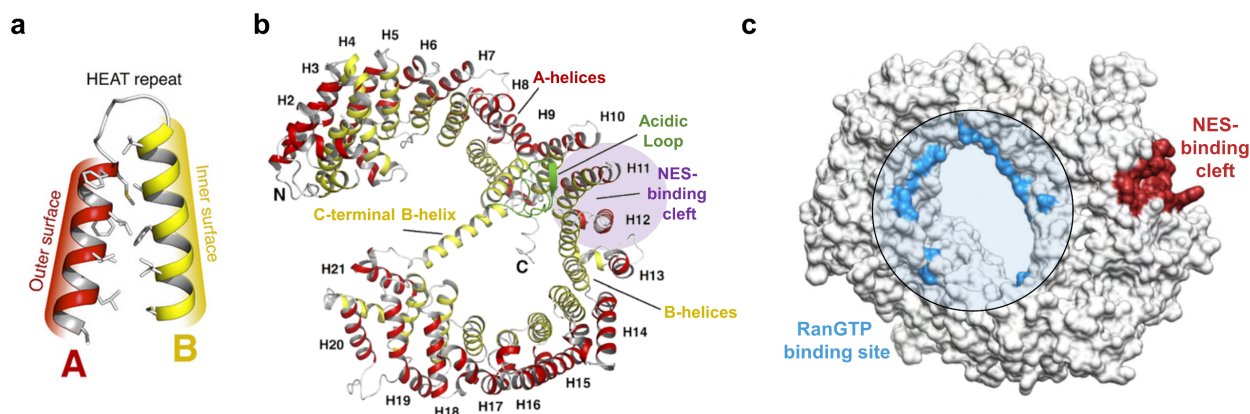 a
HEAT repeat
Outer surface
Inner surface
A
B
b
H2
H3
H4
H5
H6
H7
H8
H9
H10
H11
H12
H13
H14
H15
H16
H17
H18
H19
H20
H21
N
C
A-helices
Acidic
Loop
NES-
binding
cleft
C-terminal B-helix
B-helices
c
NES-
binding
cleft
RanGTP
binding site